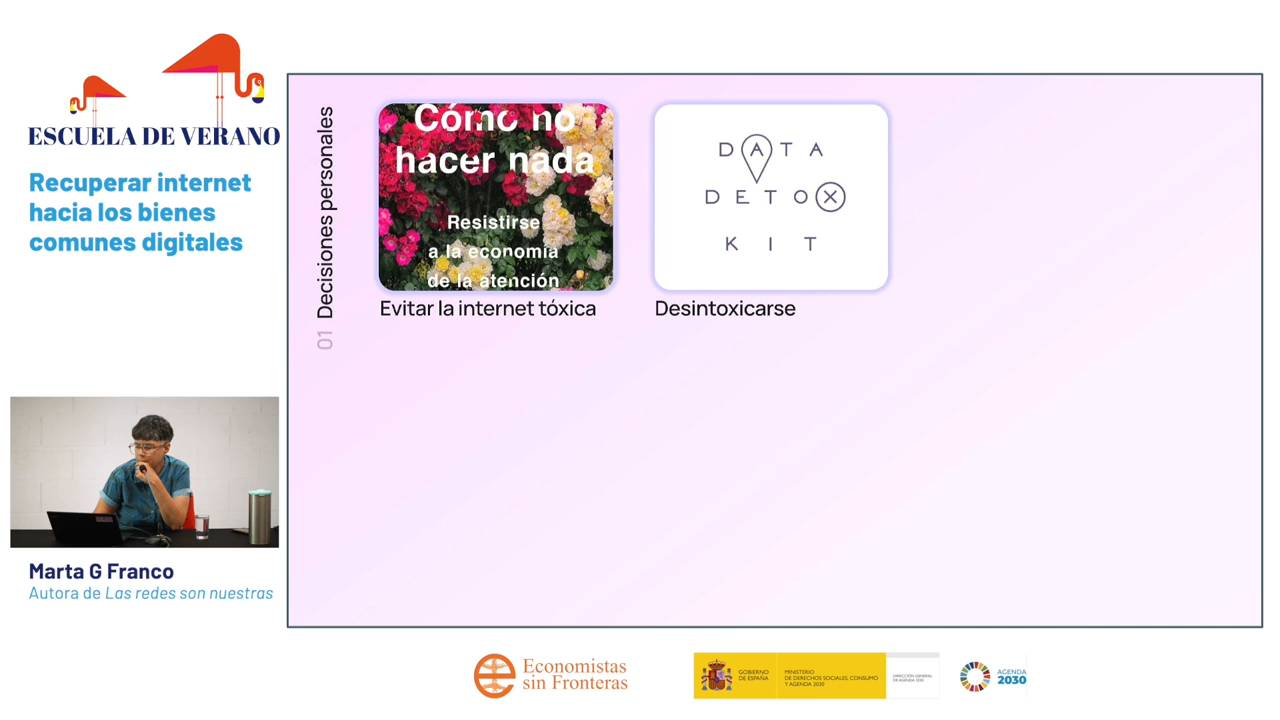 ESCUELA DE VERANO
Recuperar internet
hacia los bienes
comunes digitales
Marta G Franco
Autora de Las redes son nuestras
01 Decisiones personales
Cómo no
hacer nada
Resistirse
a la economía
de la atención
Evitar la internet tóxica
DATA
DETOX
KIT
Desintoxicarse
Economistas
sin Fronteras
GOBIERNO
DE ESPAÑA
MINISTERIO
DE DERECHOS SOCIALES, CONSUMO
Y AGENDA 2030
DIRECCIÓN GENERAL
DE AGENDA 2030
AGENDA
2030